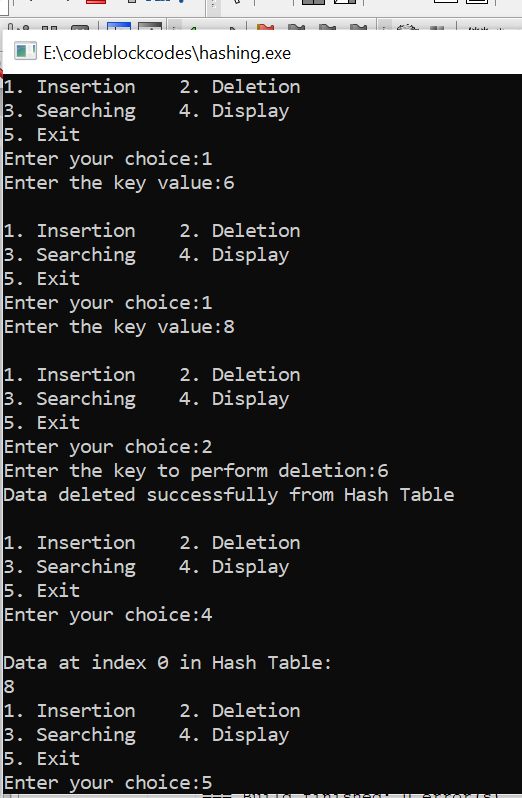 E:\codeblockcodes\hashing.exe
1. Insertion    2. Deletion
3. Searching    4. Display
5. Exit
Enter your choice:1
Enter the key value:6

1. Insertion    2. Deletion
3. Searching    4. Display
5. Exit
Enter your choice:1
Enter the key value:8

1. Insertion    2. Deletion
3. Searching    4. Display
5. Exit
Enter your choice:2
Enter the key to perform deletion:6
Data deleted successfully from Hash Table

1. Insertion    2. Deletion
3. Searching    4. Display
5. Exit
Enter your choice:4

Data at index 0 in Hash Table:
8
1. Insertion    2. Deletion
3. Searching    4. Display
5. Exit
Enter your choice:5
=== Build finished: 0 error(s)